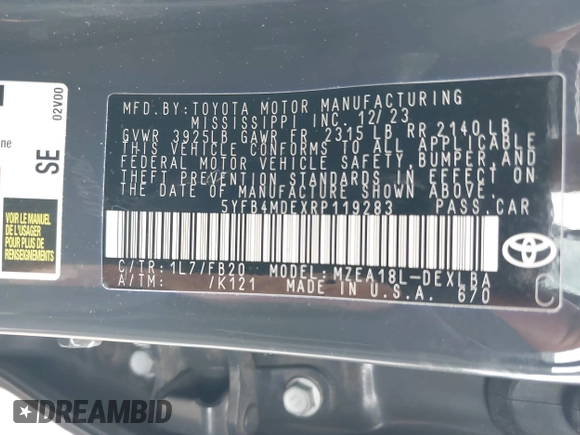 MFD.BY:TOYOTA MOTOR MANUFACTURING
MISSISSIPPI INC. 12/23
GVWR 3925LB GAWR FR 2315 LB RR 2140LB
THIS VEHICLE CONFORMS TO ALL APPLICABLE
FEDERAL MOTOR VEHICLE SAFETY, BUMPER, AND
THEFT PREVENTION STANDARDS IN EFFECT ON
THE DATE OF MANUFACTURE SHOWN ABOVE.
5YFB4MDEXRP119283 PASS.CAR
C/TR: 1L7/FB20 MODEL: MZEA18L-DEXLBA
A/TM: /K121 MADE IN U.S.A. 670
C
02V00
SE
ne
VOIR LE MANUEL
DE L'USAGER
POUR PLUS DE
RENSEIGNEMENTS.
DREAMBID